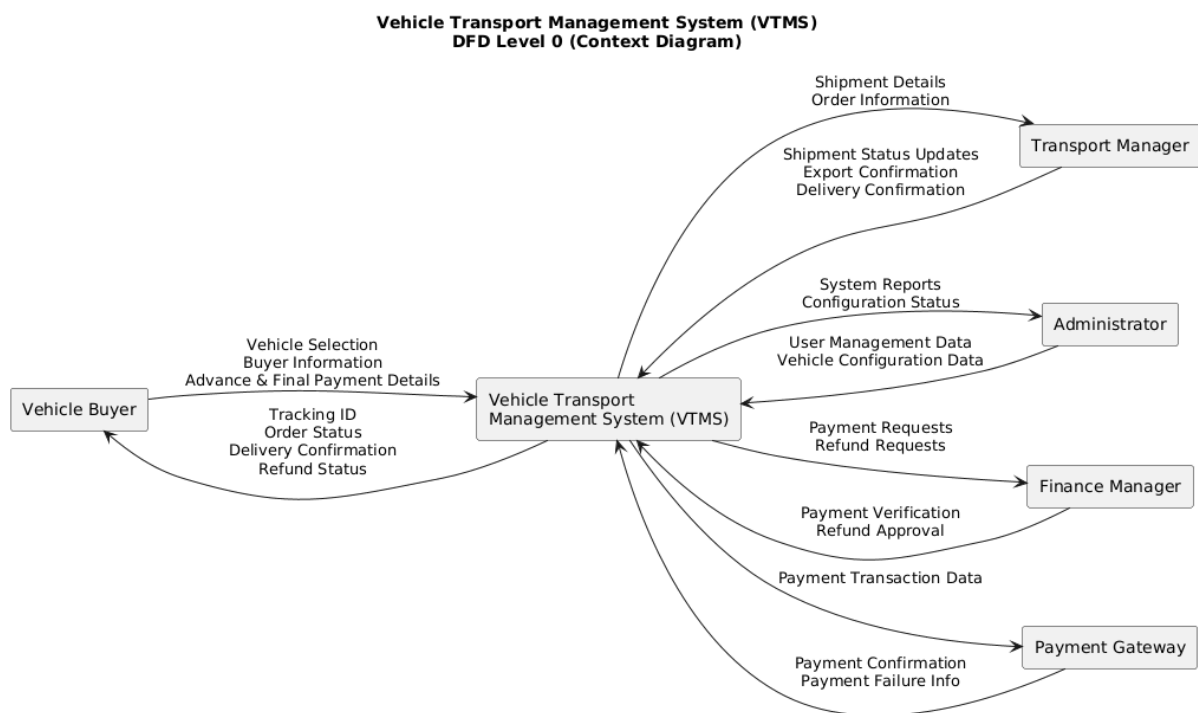 Vehicle Transport Management System (VTMS)
DFD Level 0 (Context Diagram)
Shipment Details
Order Information
Transport Manager
Shipment Status Updates
Export Confirmation
Delivery Confirmation
System Reports
Configuration Status
Administrator
User Management Data
Vehicle Configuration Data
Vehicle Selection
Buyer Information
Advance & Final Payment Details
Vehicle Buyer
Vehicle Transport
Management System (VTMS)
Tracking ID
Order Status
Delivery Confirmation
Refund Status
Payment Requests
Refund Requests
Finance Manager
Payment Verification
Refund Approval
Payment Transaction Data
Payment Gateway
Payment Confirmation
Payment Failure Info